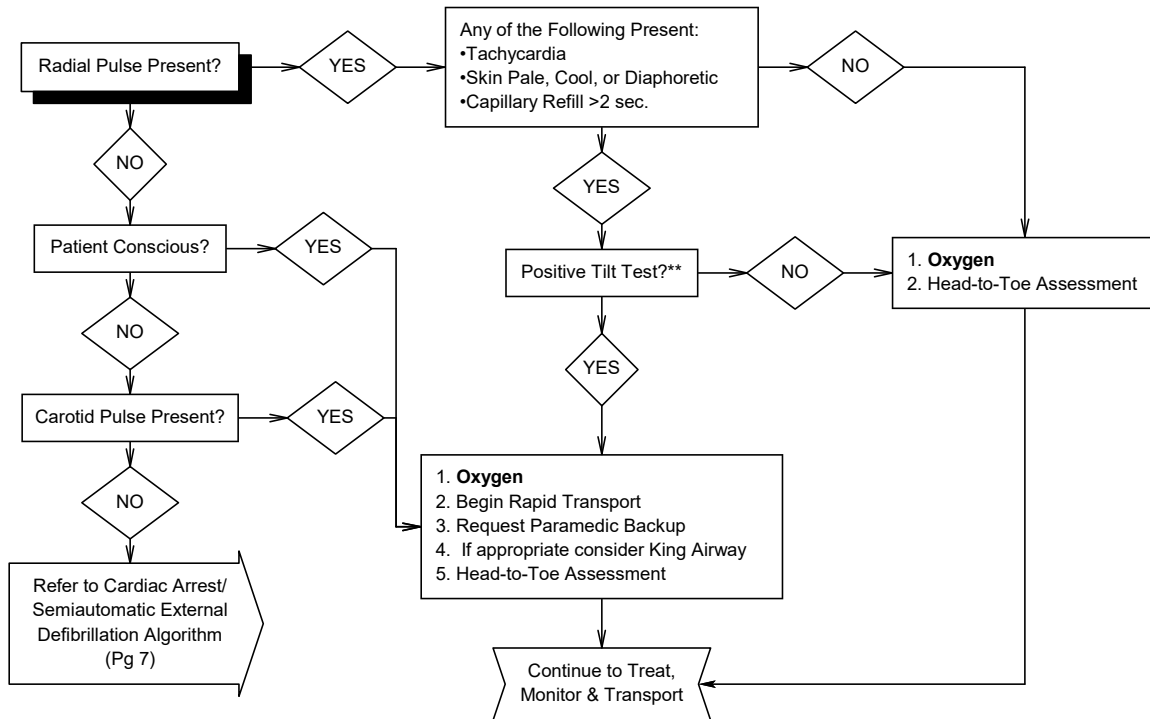 Radial Pulse Present?
YES
Any of the Following Present:
•Tachycardia
•Skin Pale, Cool, or Diaphoretic
•Capillary Refill >2 sec.
NO
NO
YES
Patient Conscious?
YES
Positive Tilt Test?**
NO
1. Oxygen
2. Head-to-Toe Assessment
NO
YES
Carotid Pulse Present?
YES
NO
1. Oxygen
2. Begin Rapid Transport
3. Request Paramedic Backup
4. If appropriate consider King Airway
5. Head-to-Toe Assessment
Refer to Cardiac Arrest/
Semiautomatic External
Defibrillation Algorithm
(Pg 7)
Continue to Treat,
Monitor & Transport